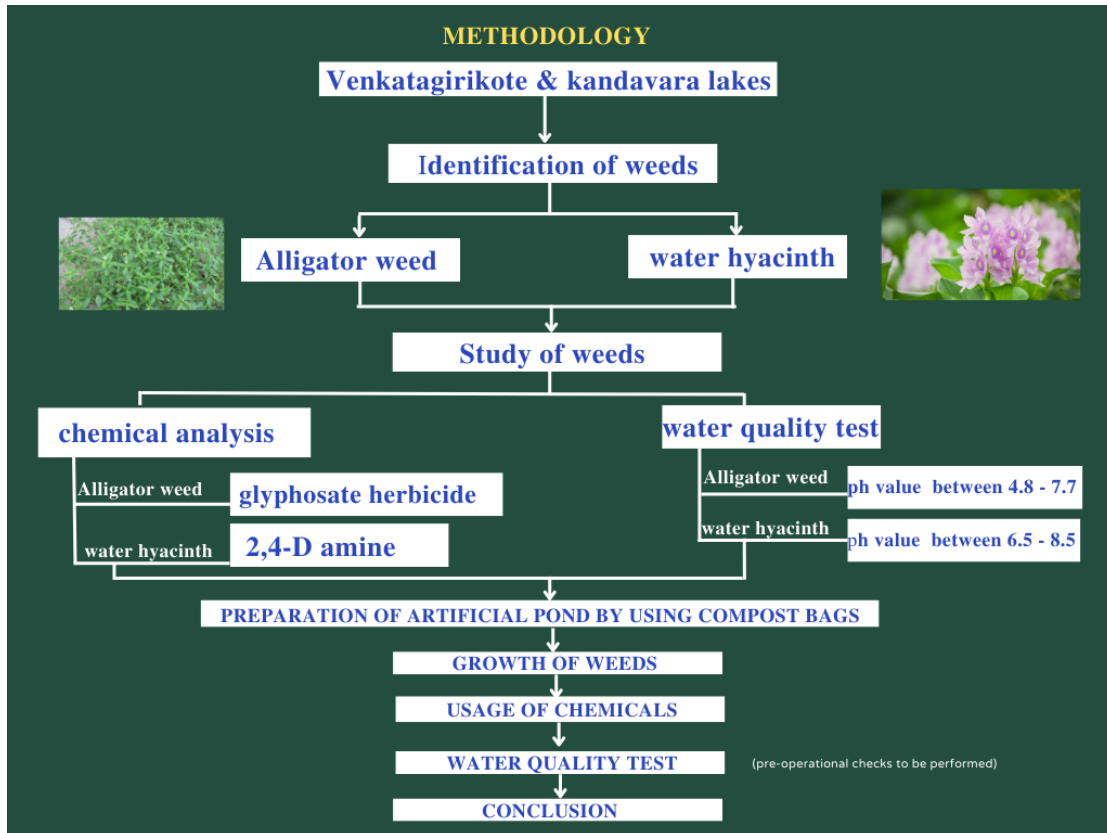 METHODOLOGY
Venkatagirikote & kandavara lakes
Identification of weeds
Alligator weed
water hyacinth
Study of weeds
chemical analysis
water quality test
Alligator weed
glyphosate herbicide
water hyacinth
2,4-D amine
Alligator weed
ph value between 4.8 - 7.7
water hyacinth
ph value between 6.5 - 8.5
PREPARATION OF ARTIFICIAL POND BY USING COMPOST BAGS
GROWTH OF WEEDS
USAGE OF CHEMICALS
WATER QUALITY TEST
(pre-operational checks to be performed)
CONCLUSION